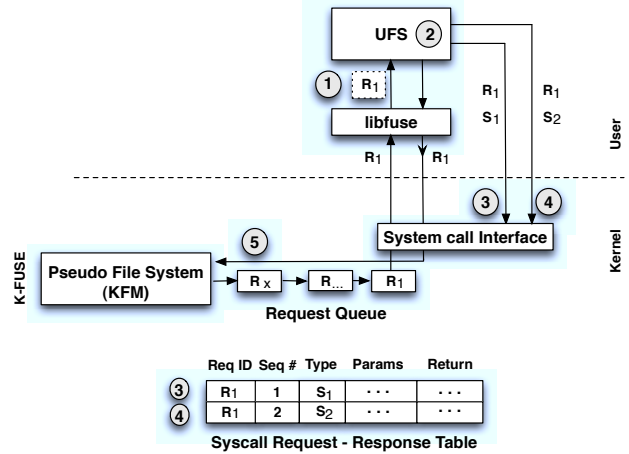 UFS 2
1 R1
R1 R1
S1 S2
libfuse
R1 R1
User
3 4
System call Interface
Kernel
5
K-FUSE
Pseudo File System
(KFM)
R x R... R1
Request Queue
Req ID Seq # Type Params Return
3 R1 1 S1 . . . . . .
4 R1 2 S2 . . . . . .
Syscall Request - Response Table